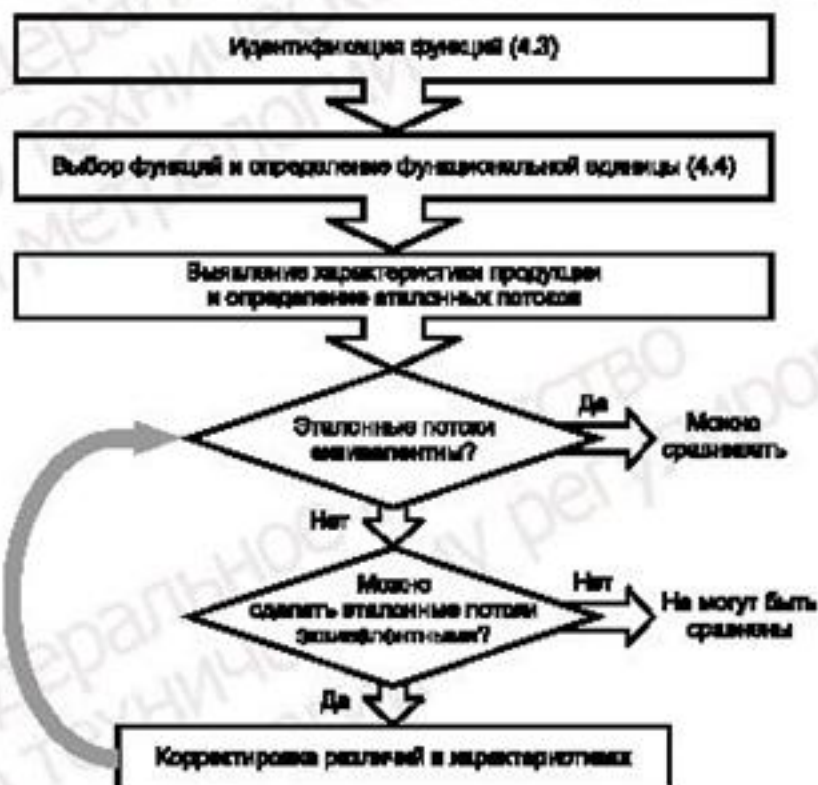 Идентификация функций (4.3)
Выбор функций и определение функциональной единицы (4.4)
Выявление характеристики продукции
и определение эталонных потоков
Эталонные потоки
эквивалентны?
Да
Можно
сравнивать
Нет
Можно
сделать эталонные потоки
эквивалентными?
Нет
Не могут быть
сравнены
Да
Корректировка различий в характеристиках